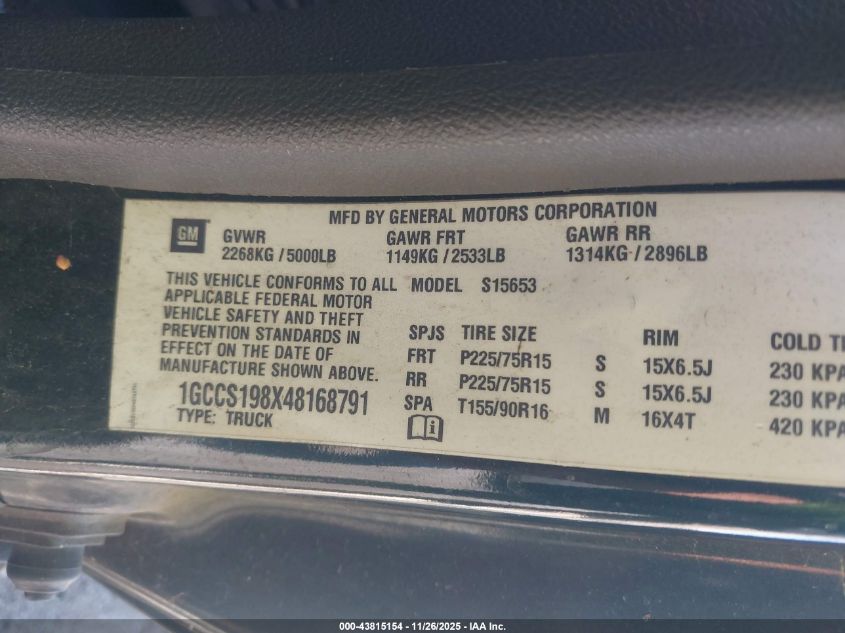 MFD BY GENERAL MOTORS CORPORATION
GM
GVWR GAWR FRT GAWR RR
2268KG / 5000LB 1149KG / 2533LB 1314KG / 2896LB
THIS VEHICLE CONFORMS TO ALL MODEL S15653
APPLICABLE FEDERAL MOTOR
VEHICLE SAFETY AND THEFT
PREVENTION STANDARDS IN
EFFECT ON THE DATE OF
MANUFACTURE SHOWN ABOVE.
1GCCS198X48168791
TYPE: TRUCK
SPJS TIRE SIZE RIM COLD TI
FRT P225/75R15 S 15X6.5J 230 KPA
RR P225/75R15 S 15X6.5J 230 KPA
SPA T155/90R16 M 16X4T 420 KPA
000-43815154 - 11/26/2025 - IAA Inc.